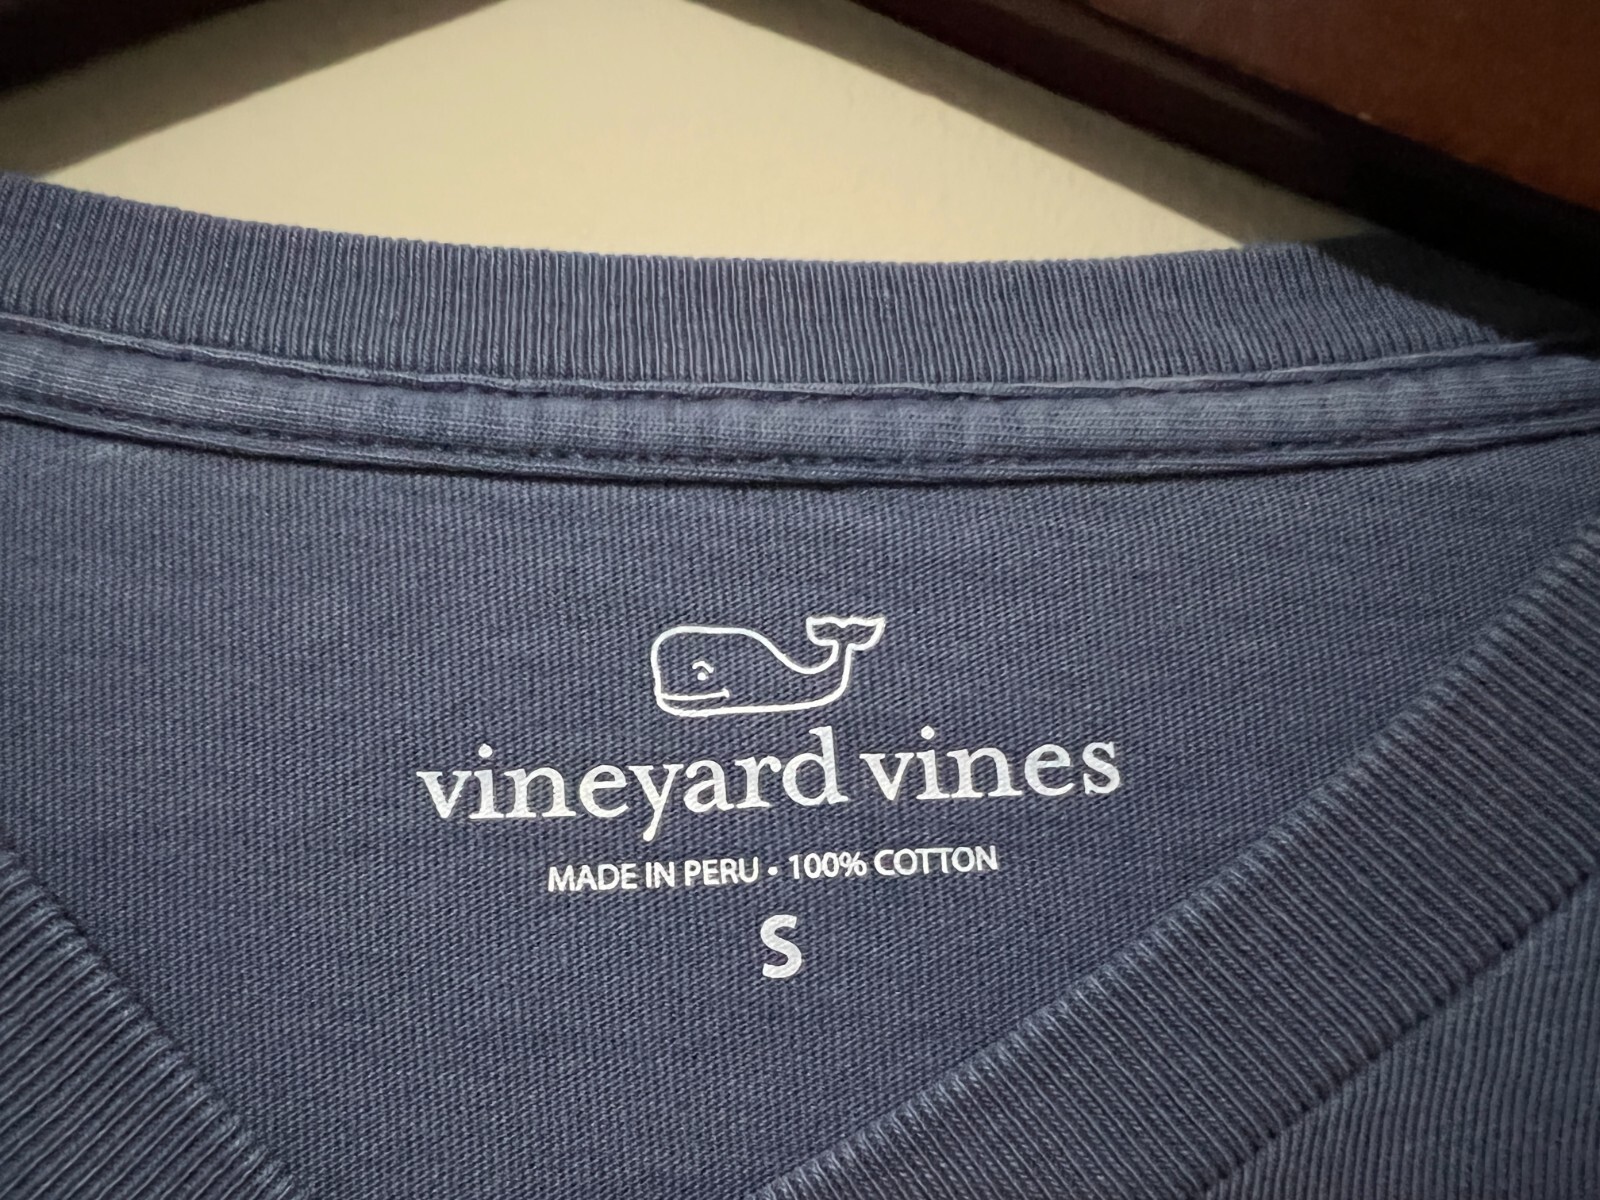 vineyard vines
MADE IN PERU • 100% COTTON
S